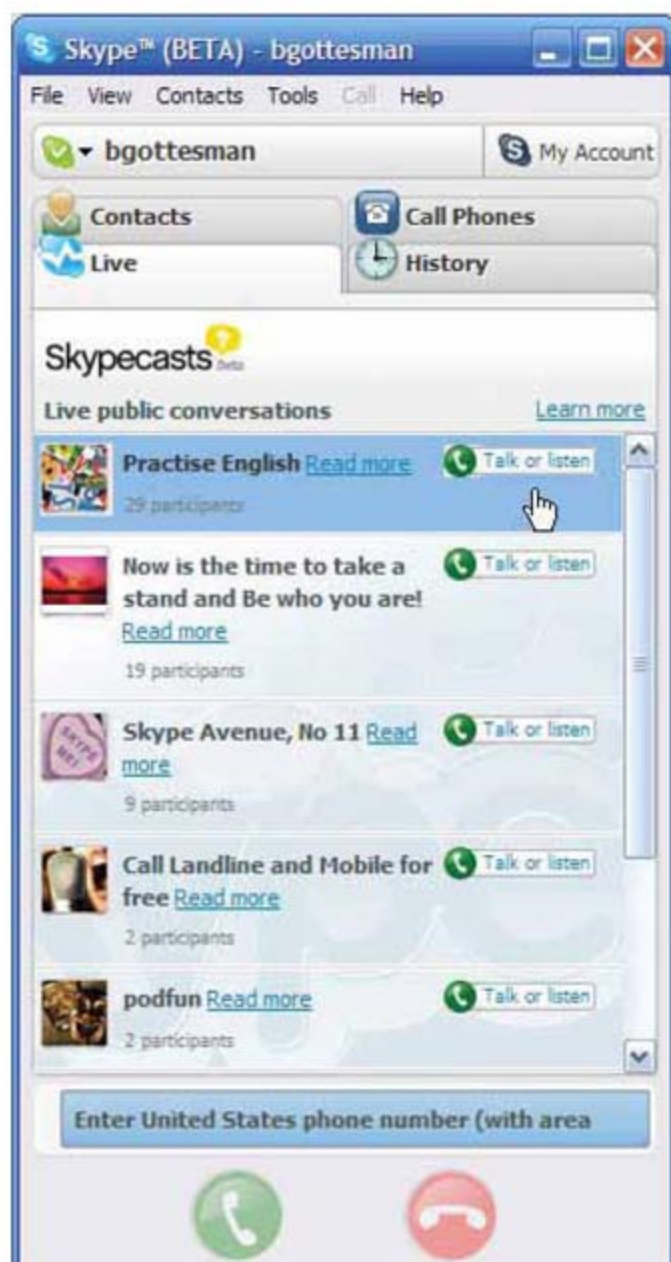 Skype™ (BETA) - bgottesman
File View Contacts Tools Call Help
bgottesman My Account
Contacts Call Phones
Live History
Skypecasts Beta
Live public conversations Learn more
Practise English Read more Talk or listen
29 participants
Now is the time to take a Talk or listen
stand and Be who you are!
Read more
19 participants
SKYPE
ME!
Skype Avenue, No 11 Read Talk or listen
more
9 participants
Call Landline and Mobile for Talk or listen
free Read more
2 participants
podfun Read more Talk or listen
2 participants
Enter United States phone number (with area